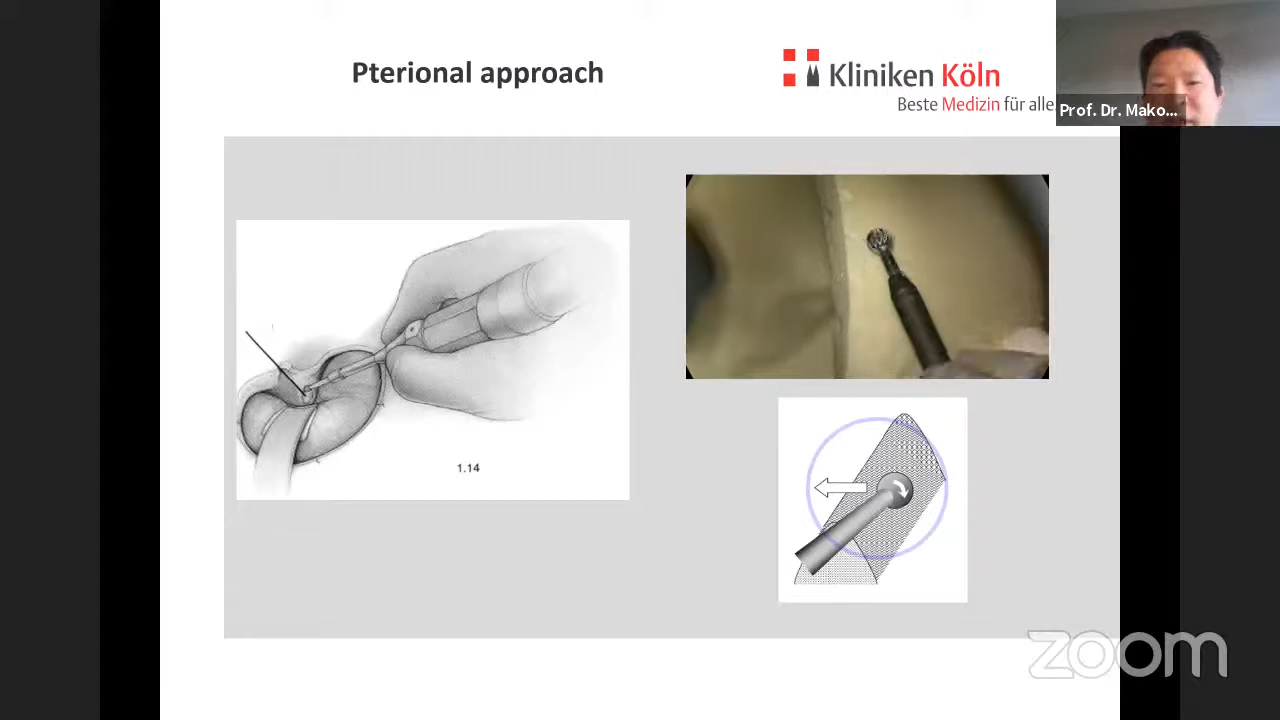 Pterional approach
Kliniken Köln
Beste Medizin für alle
Prof. Dr. Mako...
1.14
zoom